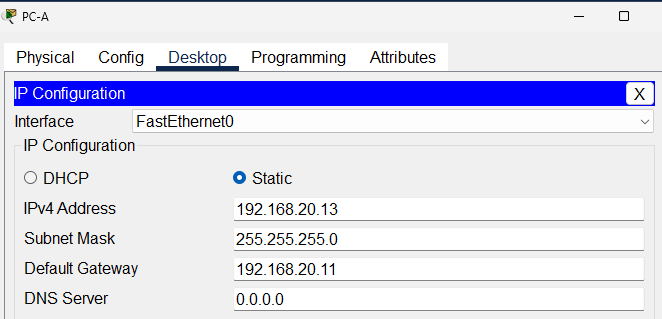 PC-A
Physical Config Desktop Programming Attributes
IP Configuration X
Interface FastEthernet0
IP Configuration
DHCP Static
IPv4 Address 192.168.20.13
Subnet Mask 255.255.255.0
Default Gateway 192.168.20.11
DNS Server 0.0.0.0